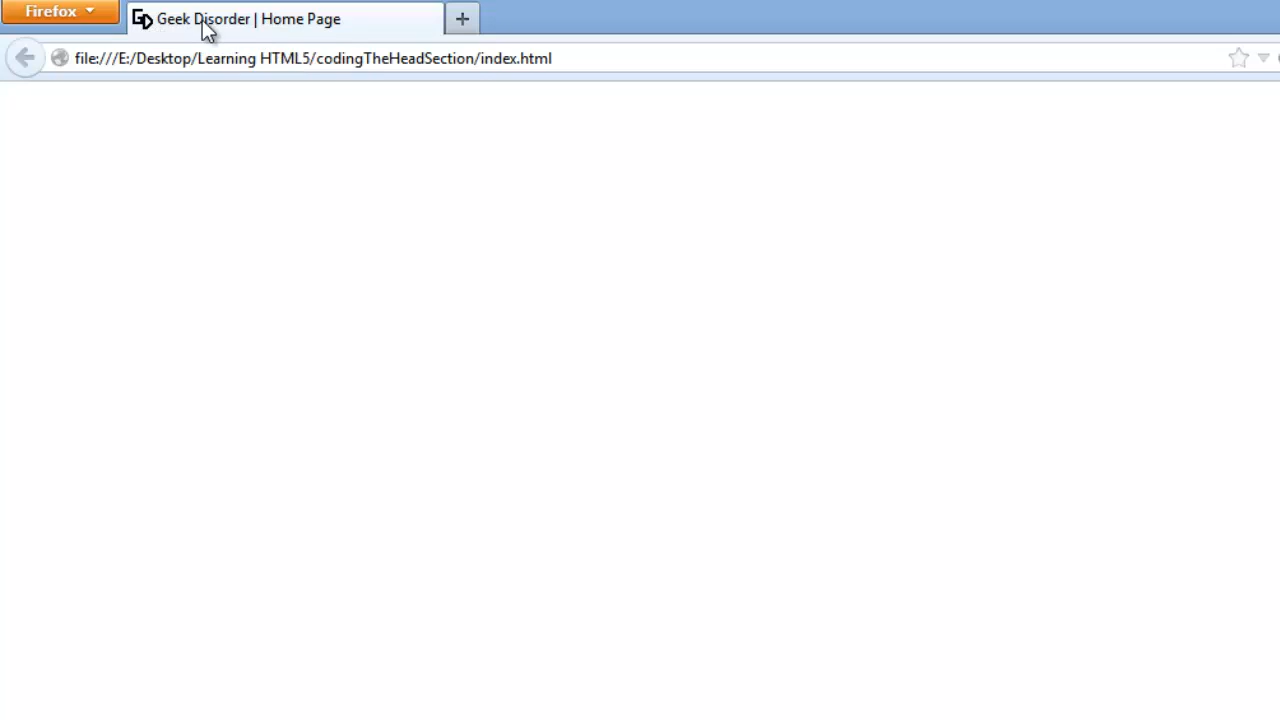 Firefox
Geek Disorder | Home Page
file:///E:/Desktop/Learning HTML5/codingTheHeadSection/index.html